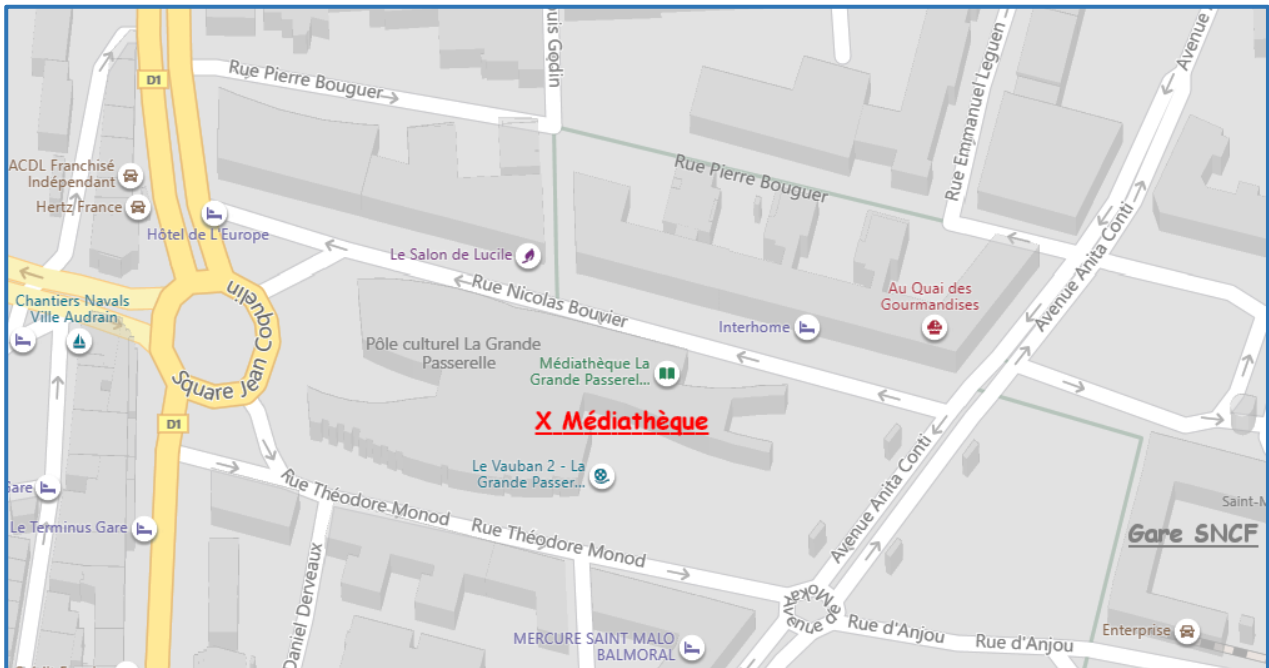 D1
Rue Pierre Bouguer
uis Godin
Rue Emmanuel Leguen
Avenue
ACDL Franchisé
Indépendant
Hertz France
Rue Pierre Bouguer
Hôtel de L'Europe
Le Salon de Lucile
Avenue Anita Conti
Chantiers Navals
Ville Audrain
Rue Nicolas Bouvier
Au Quai des
Gourmandises
Interhome
Square Jean Coquelin
Pôle culturel La Grande
Passerelle
Médiathèque La
Grande Passerel...
D1
X Médiathèque
Le Vauban 2 - La
Grande Passer...
Avenue Anita Conti
Gare
Saint-M
Le Terminus Gare
Gare SNCF
Rue Théodore Monod
Rue Théodore Monod
Daniel Derveaux
Avenue de Moka
Rue d'Anjou
Rue d'Anjou
Enterprise
MERCURE SAINT MALO
BALMORAL